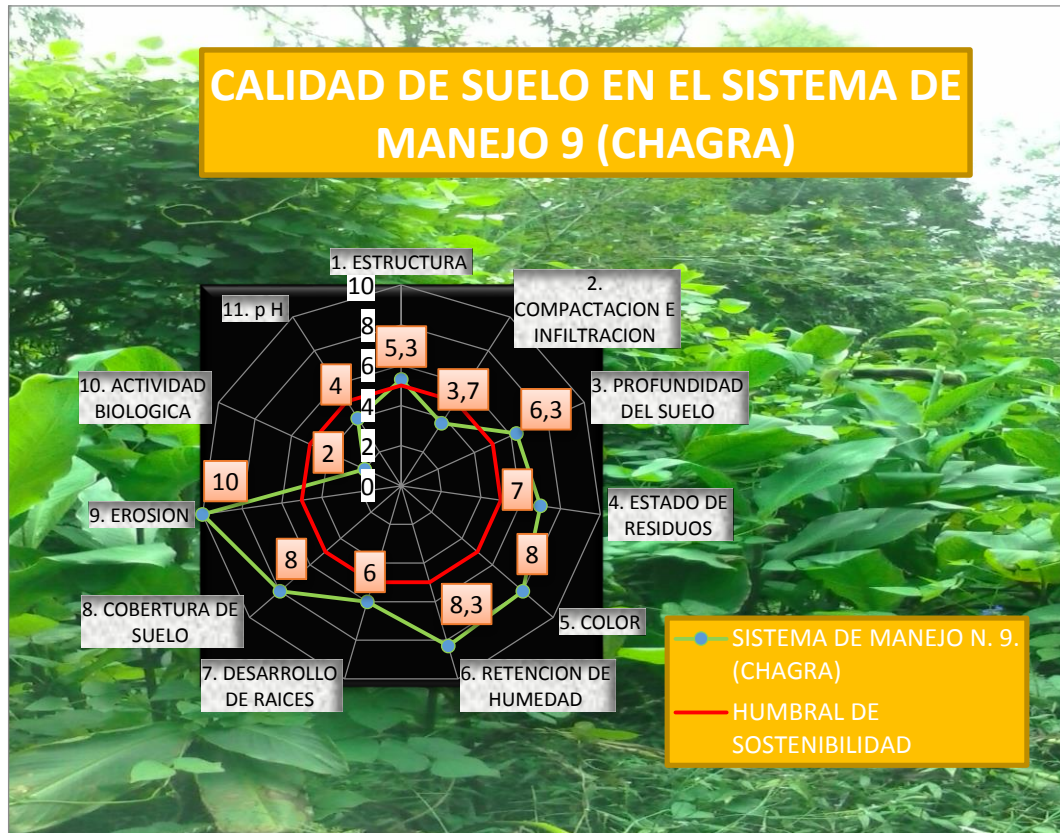 CALIDAD DE SUELO EN EL SISTEMA DE
MANEJO 9 (CHAGRA)
1. ESTRUCTURA
2.
COMPACTACION E
INFILTRACION
3. PROFUNDIDAD
DEL SUELO
4. ESTADO DE
RESIDUOS
5. COLOR
6. RETENCION DE
HUMEDAD
7. DESARROLLO
DE RAICES
8. COBERTURA DE
SUELO
9. EROSION
10. ACTIVIDAD
BIOLOGICA
11. p H
10
8
6
4
2
0
5,3
3,7
6,3
7
8
8,3
6
8
10
2
4
SISTEMA DE MANEJO N. 9.
(CHAGRA)
HUMBRAL DE
SOSTENIBILIDAD